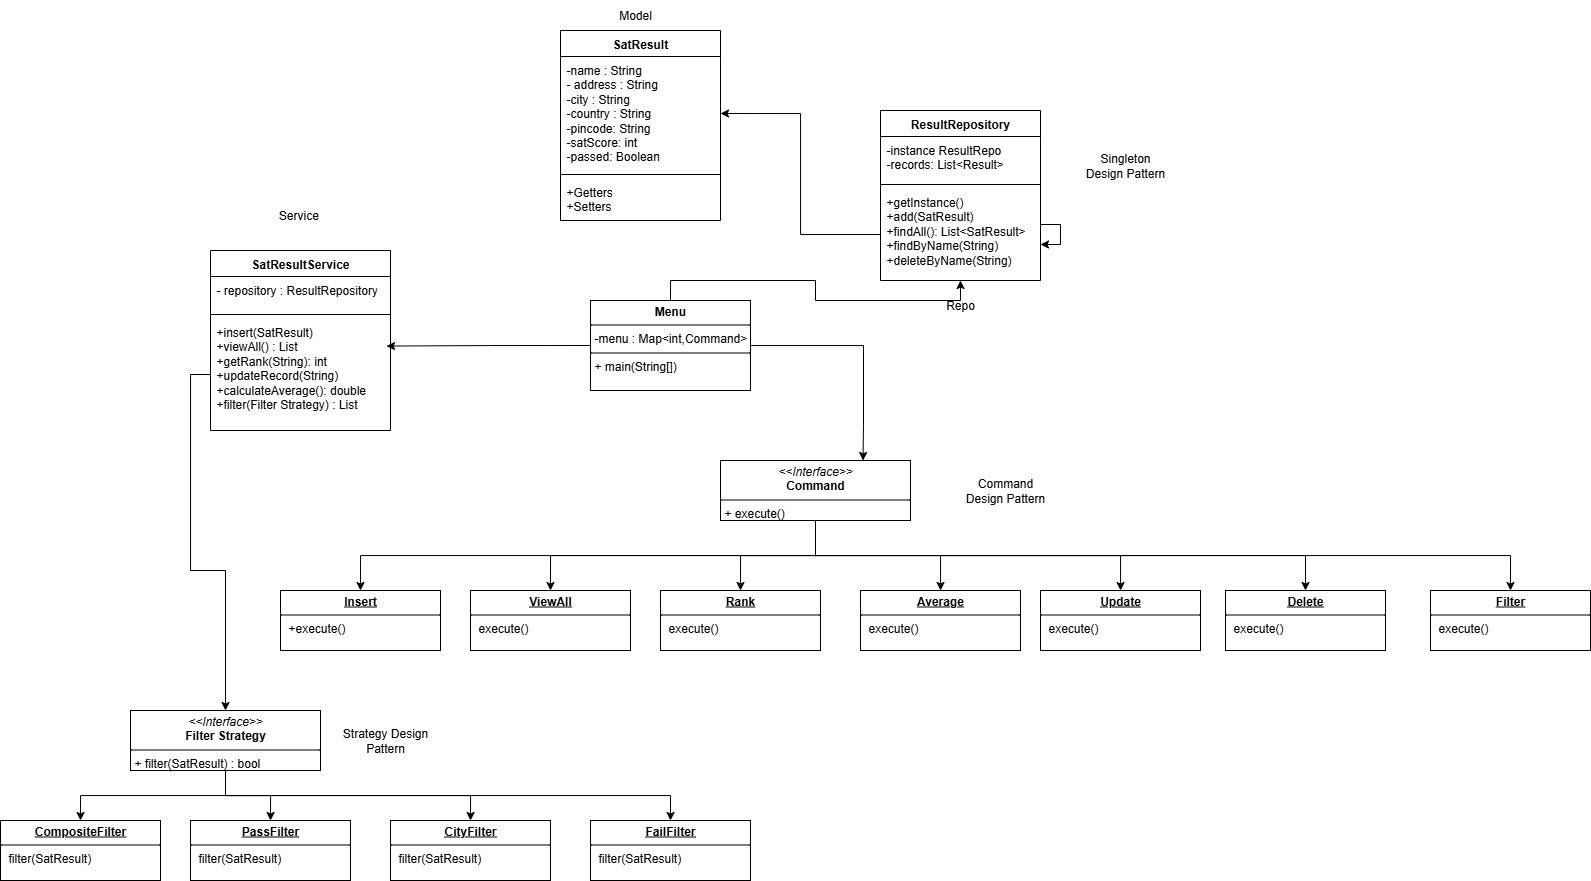 Model
SatResult
-name : String
- address : String
-city : String
-country : String
-pincode: String
-satScore: int
-passed: Boolean
+Getters
+Setters
ResultRepository
-instance ResultRepo
-records: List<Result>
+getInstance()
+add(SatResult)
+findAll(): List<SatResult>
+findByName(String)
+deleteByName(String)
Singleton
Design Pattern
Repo
Service
SatResultService
- repository : ResultRepository
+insert(SatResult)
+viewAll() : List
+getRank(String): int
+updateRecord(String)
+calculateAverage(): double
+filter(Filter Strategy) : List
Menu
-menu : Map<int,Command>
+ main(String[])
<<Interface>>
Command
+ execute()
Command
Design Pattern
Insert
+execute()
ViewAll
execute()
Rank
execute()
Average
execute()
Update
execute()
Delete
execute()
Filter
execute()
<<Interface>>
Filter Strategy
+ filter(SatResult) : bool
Strategy Design
Pattern
CompositeFilter
filter(SatResult)
PassFilter
filter(SatResult)
CityFilter
filter(SatResult)
FailFilter
filter(SatResult)